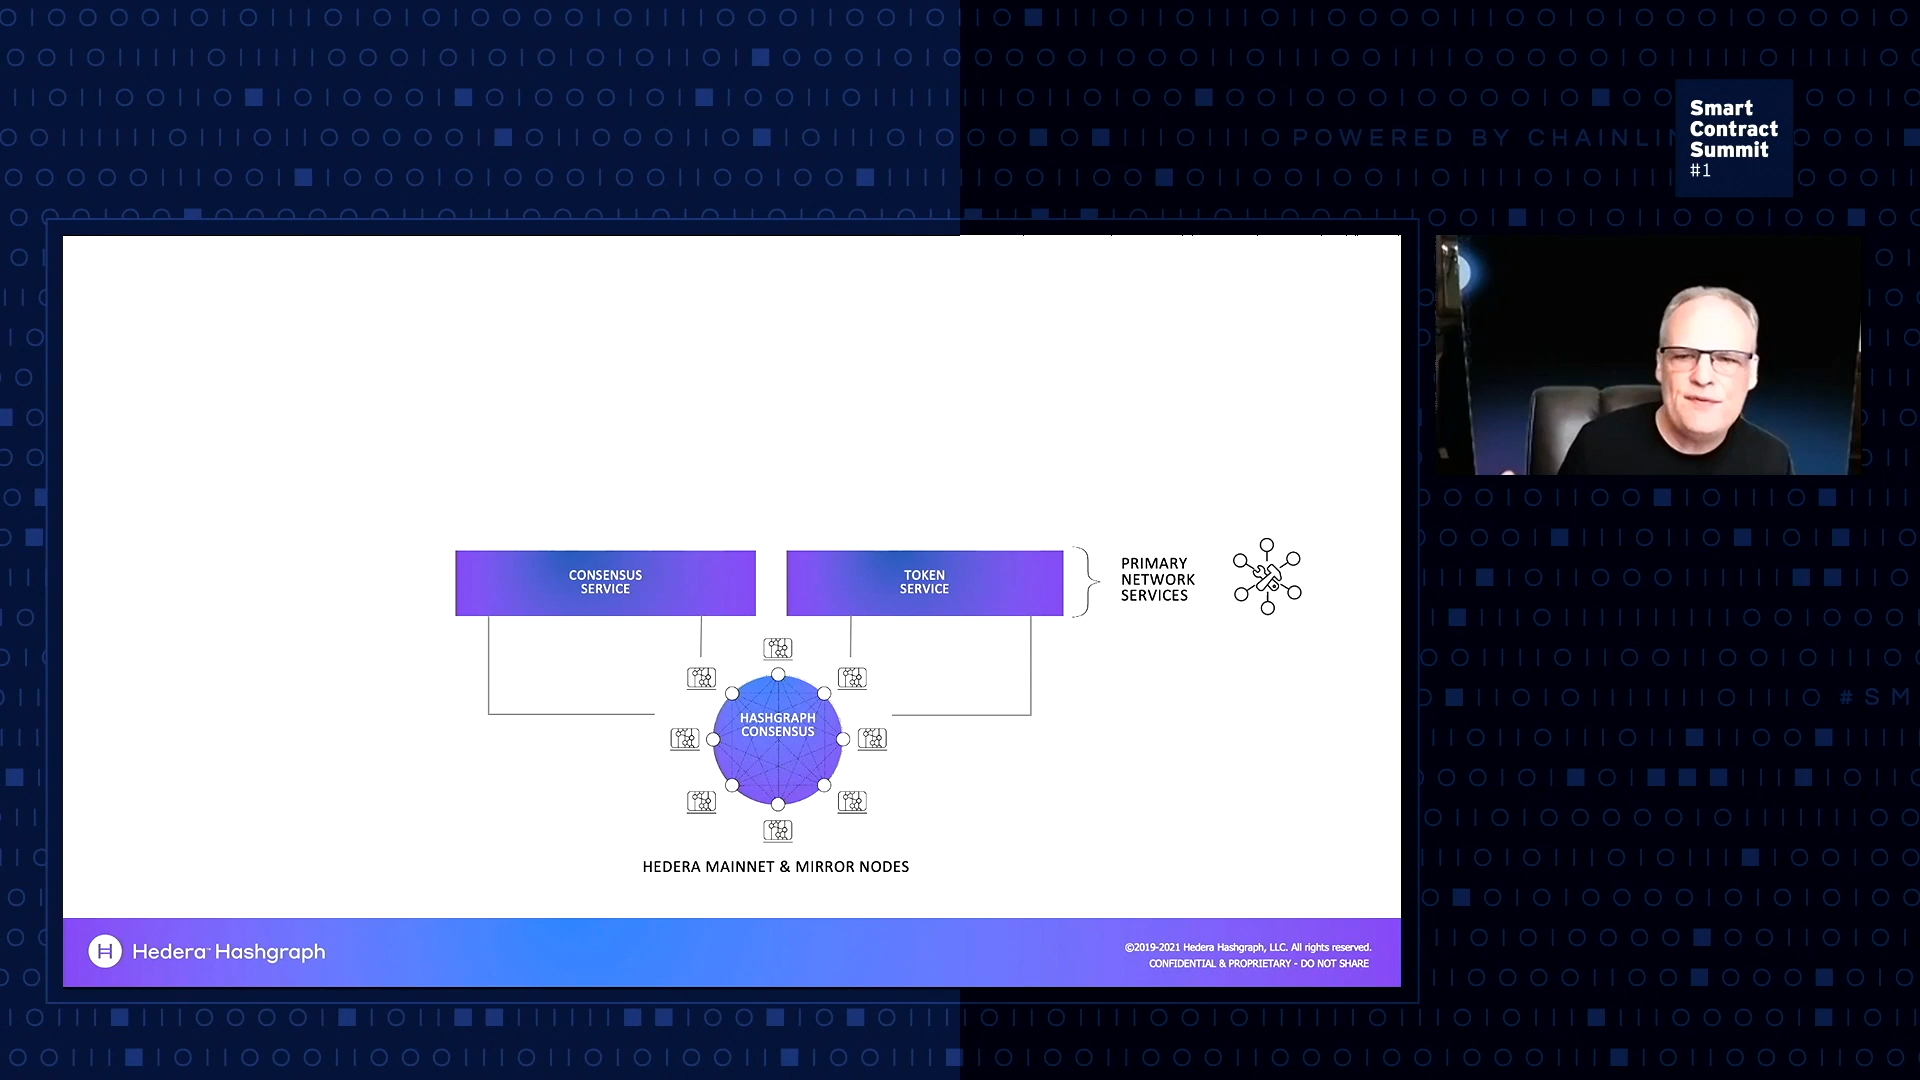 POWERED BY CHAINLIN
Smart
Contract
Summit
#1
CONSENSUS
SERVICE
TOKEN
SERVICE
PRIMARY
NETWORK
SERVICES
HASHGRAPH
CONSENSUS
# S M
HEDERA MAINNET & MIRROR NODES
H
Hedera™ Hashgraph
©2019-2021 Hedera Hashgraph, LLC. All rights reserved.
CONFIDENTIAL & PROPRIETARY - DO NOT SHARE